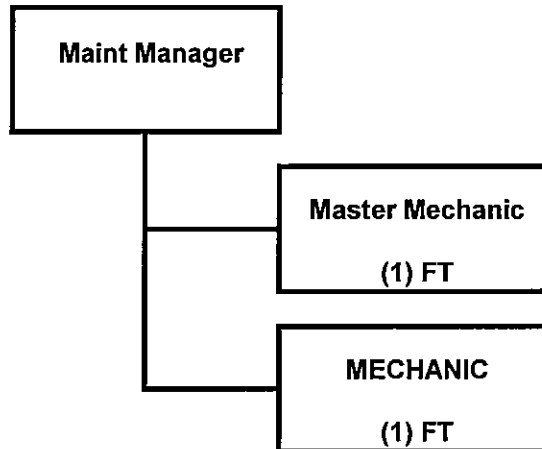 Maint Manager
Master Mechanic
(1) FT
MECHANIC
(1) FT